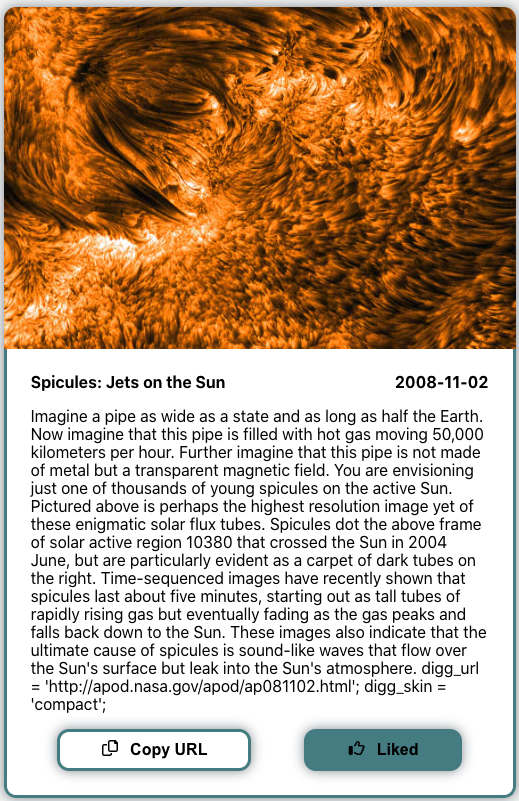 Spicules: Jets on the Sun 2008-11-02
Imagine a pipe as wide as a state and as long as half the Earth.
Now imagine that this pipe is filled with hot gas moving 50,000
kilometers per hour. Further imagine that this pipe is not made
of metal but a transparent magnetic field. You are envisioning
just one of thousands of young spicules on the active Sun.
Pictured above is perhaps the highest resolution image yet of
these enigmatic solar flux tubes. Spicules dot the above frame
of solar active region 10380 that crossed the Sun in 2004
June, but are particularly evident as a carpet of dark tubes on
the right. Time-sequenced images have recently shown that
spicules last about five minutes, starting out as tall tubes of
rapidly rising gas but eventually fading as the gas peaks and
falls back down to the Sun. These images also indicate that the
ultimate cause of spicules is sound-like waves that flow over
the Sun's surface but leak into the Sun's atmosphere. digg_url
= 'http://apod.nasa.gov/apod/ap081102.html'; digg_skin =
'compact';
Copy URL Liked